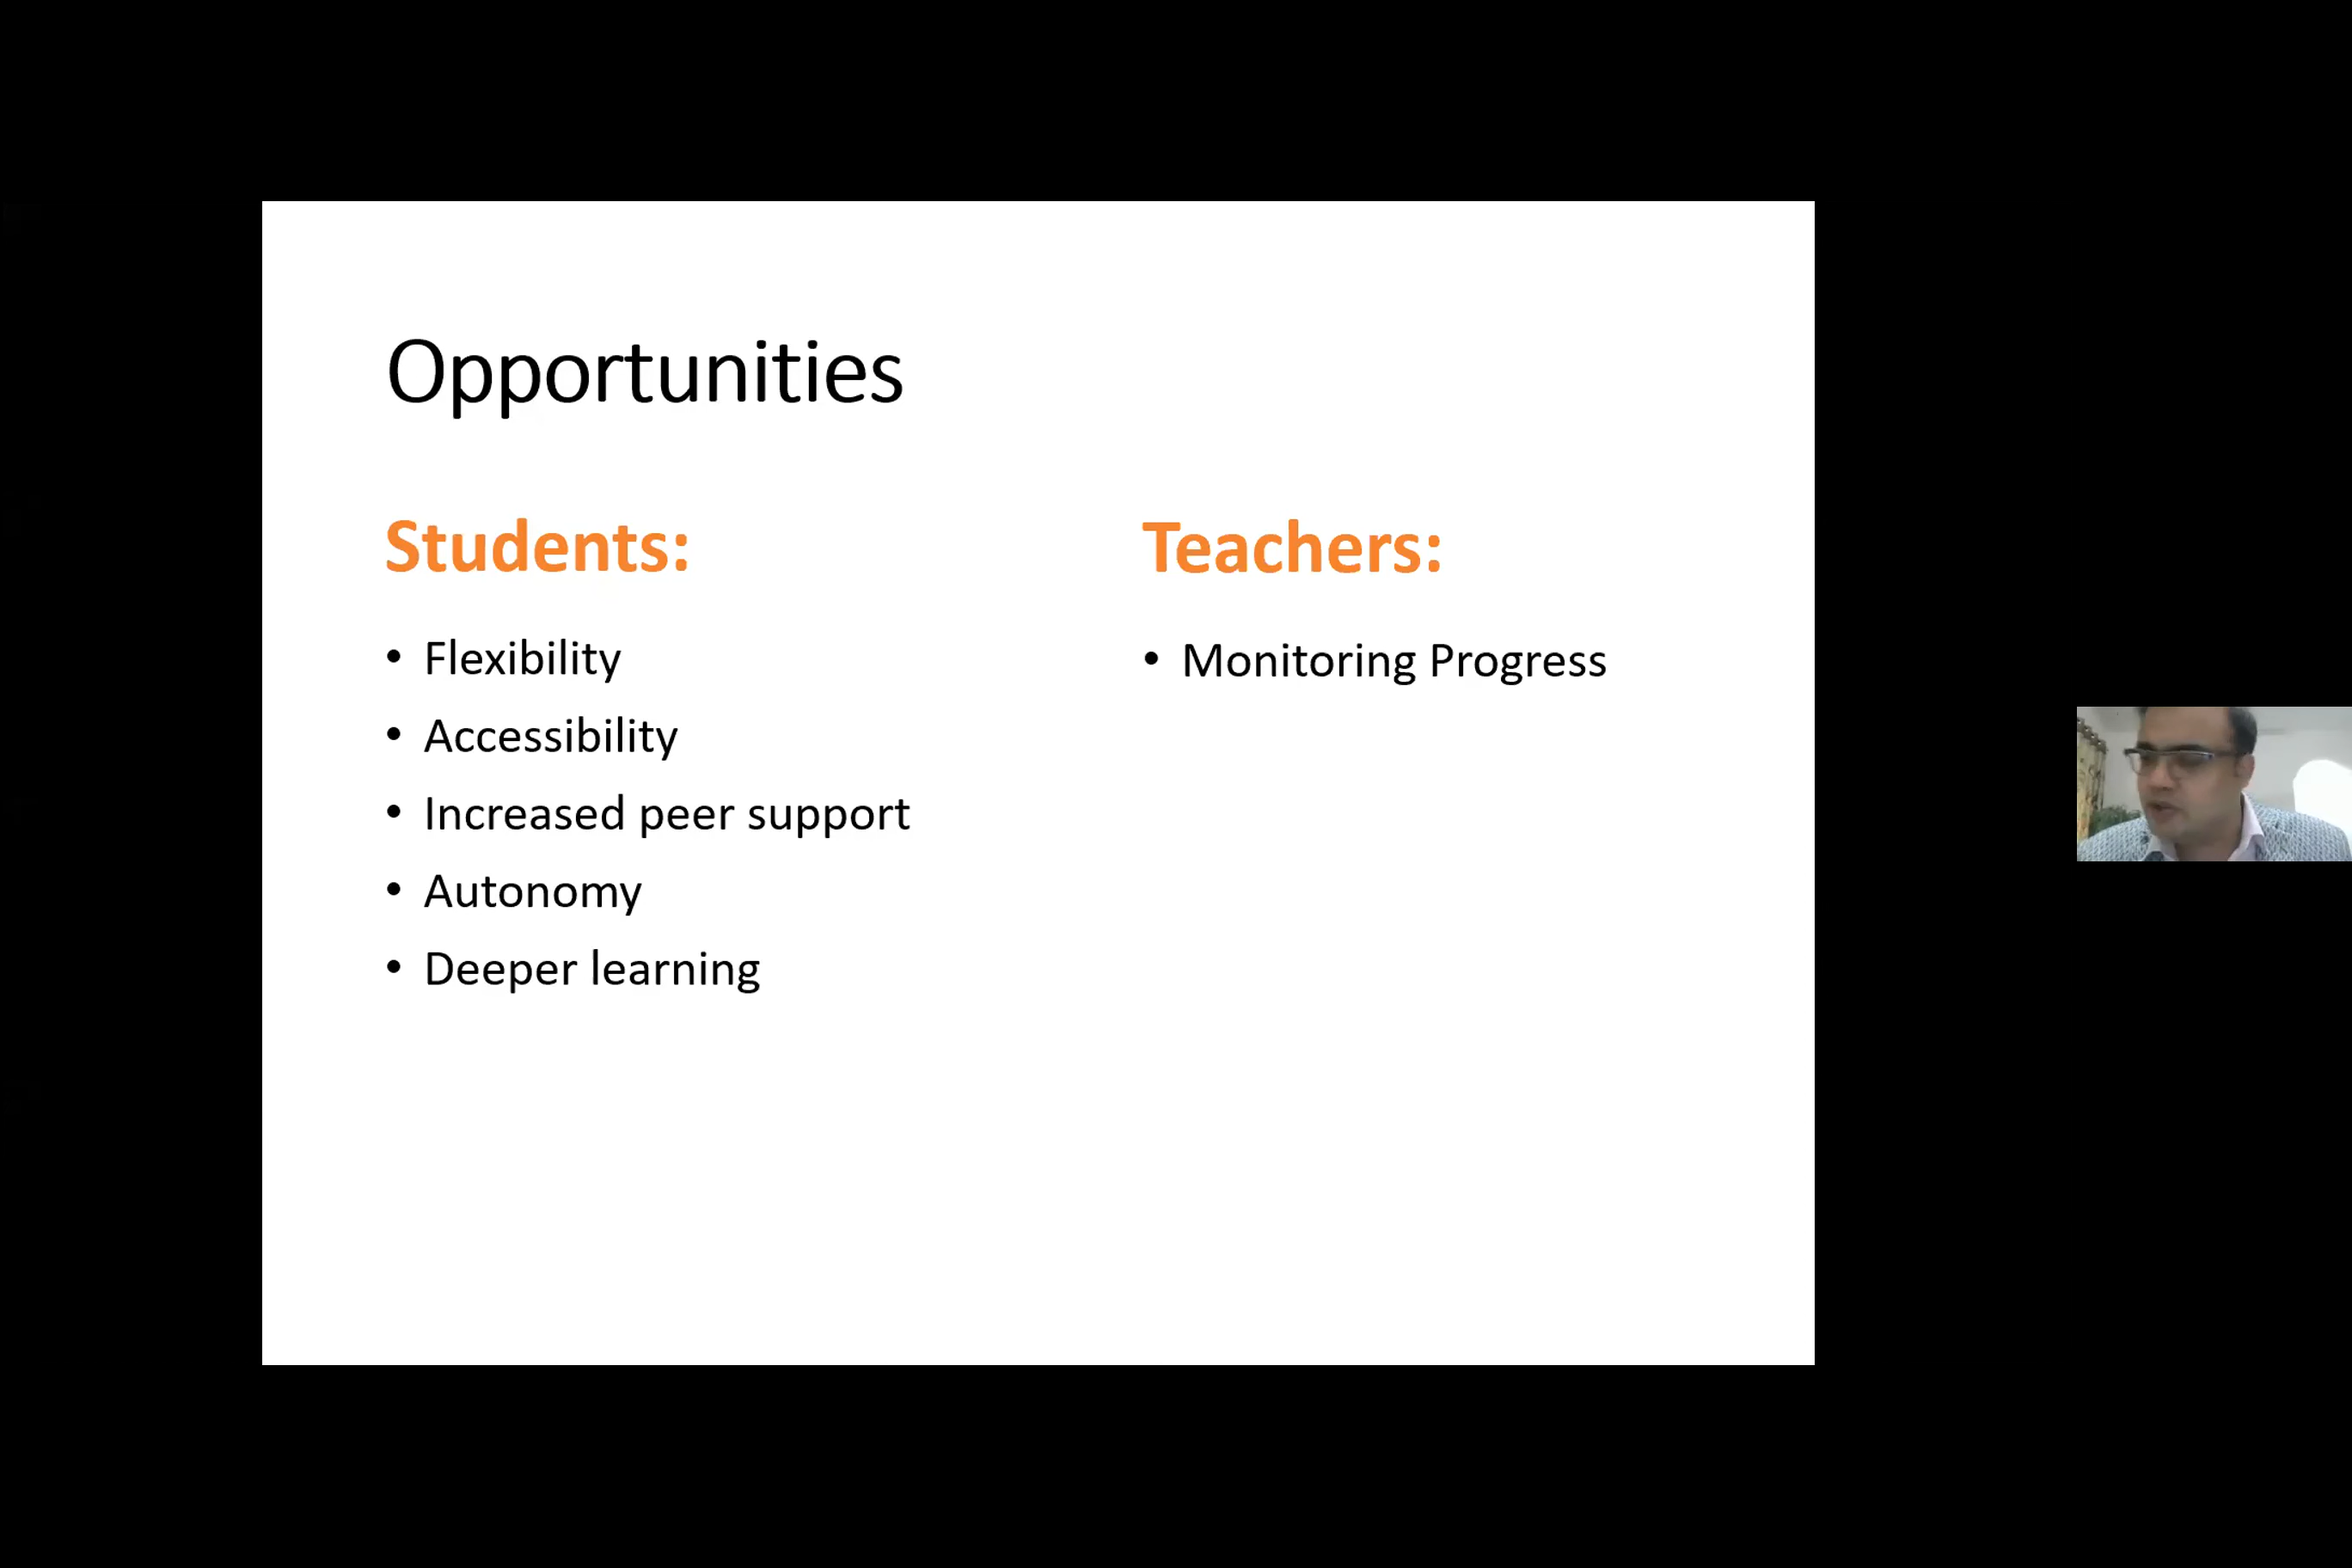 Opportunities
Students:
• Flexibility
• Accessibility
• Increased peer support
• Autonomy
• Deeper learning
Teachers:
• Monitoring Progress